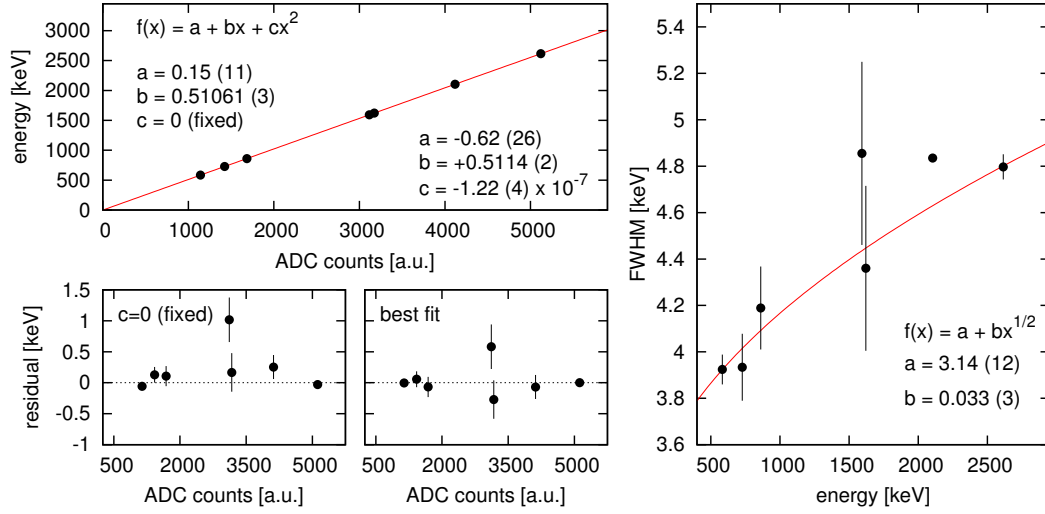 energy [keV]
3000
2500
2000
1500
1000
500
0
f(x) = a + bx + cx²
a = 0.15 (11)
b = 0.51061 (3)
c = 0 (fixed)
a = -0.62 (26)
b = +0.5114 (2)
c = -1.22 (4) x 10⁻⁷
0 1000 2000 3000 4000 5000
ADC counts [a.u.]
residual [keV]
1.5
1
0.5
0
-0.5
-1
c=0 (fixed)
500 2000 3500 5000
ADC counts [a.u.]
best fit
500 2000 3500 5000
ADC counts [a.u.]
FWHM [keV]
5.4
5.2
5
4.8
4.6
4.4
4.2
4
3.8
3.6
f(x) = a + bx^1/2
a = 3.14 (12)
b = 0.033 (3)
500 1000 1500 2000 2500
energy [keV]